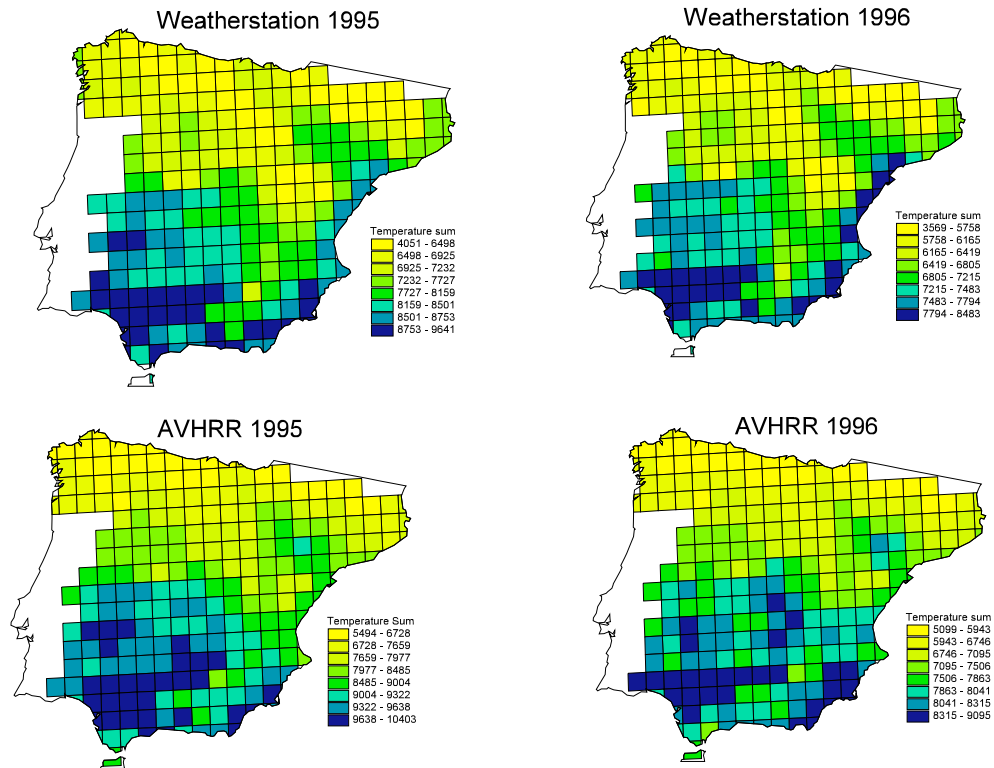 Weatherstation 1995
Temperature sum
4051 - 6498
6498 - 6925
6925 - 7232
7232 - 7727
7727 - 8159
8159 - 8501
8501 - 8753
8753 - 9641
Weatherstation 1996
Temperature sum
3569 - 5758
5758 - 6165
6165 - 6419
6419 - 6805
6805 - 7215
7215 - 7483
7483 - 7794
7794 - 8483
AVHRR 1995
Temperature Sum
5494 - 6728
6728 - 7659
7659 - 7977
7977 - 8485
8485 - 9004
9004 - 9322
9322 - 9638
9638 - 10403
AVHRR 1996
Temperature sum
5099 - 5943
5943 - 6746
6746 - 7095
7095 - 7506
7506 - 7863
7863 - 8041
8041 - 8315
8315 - 9095